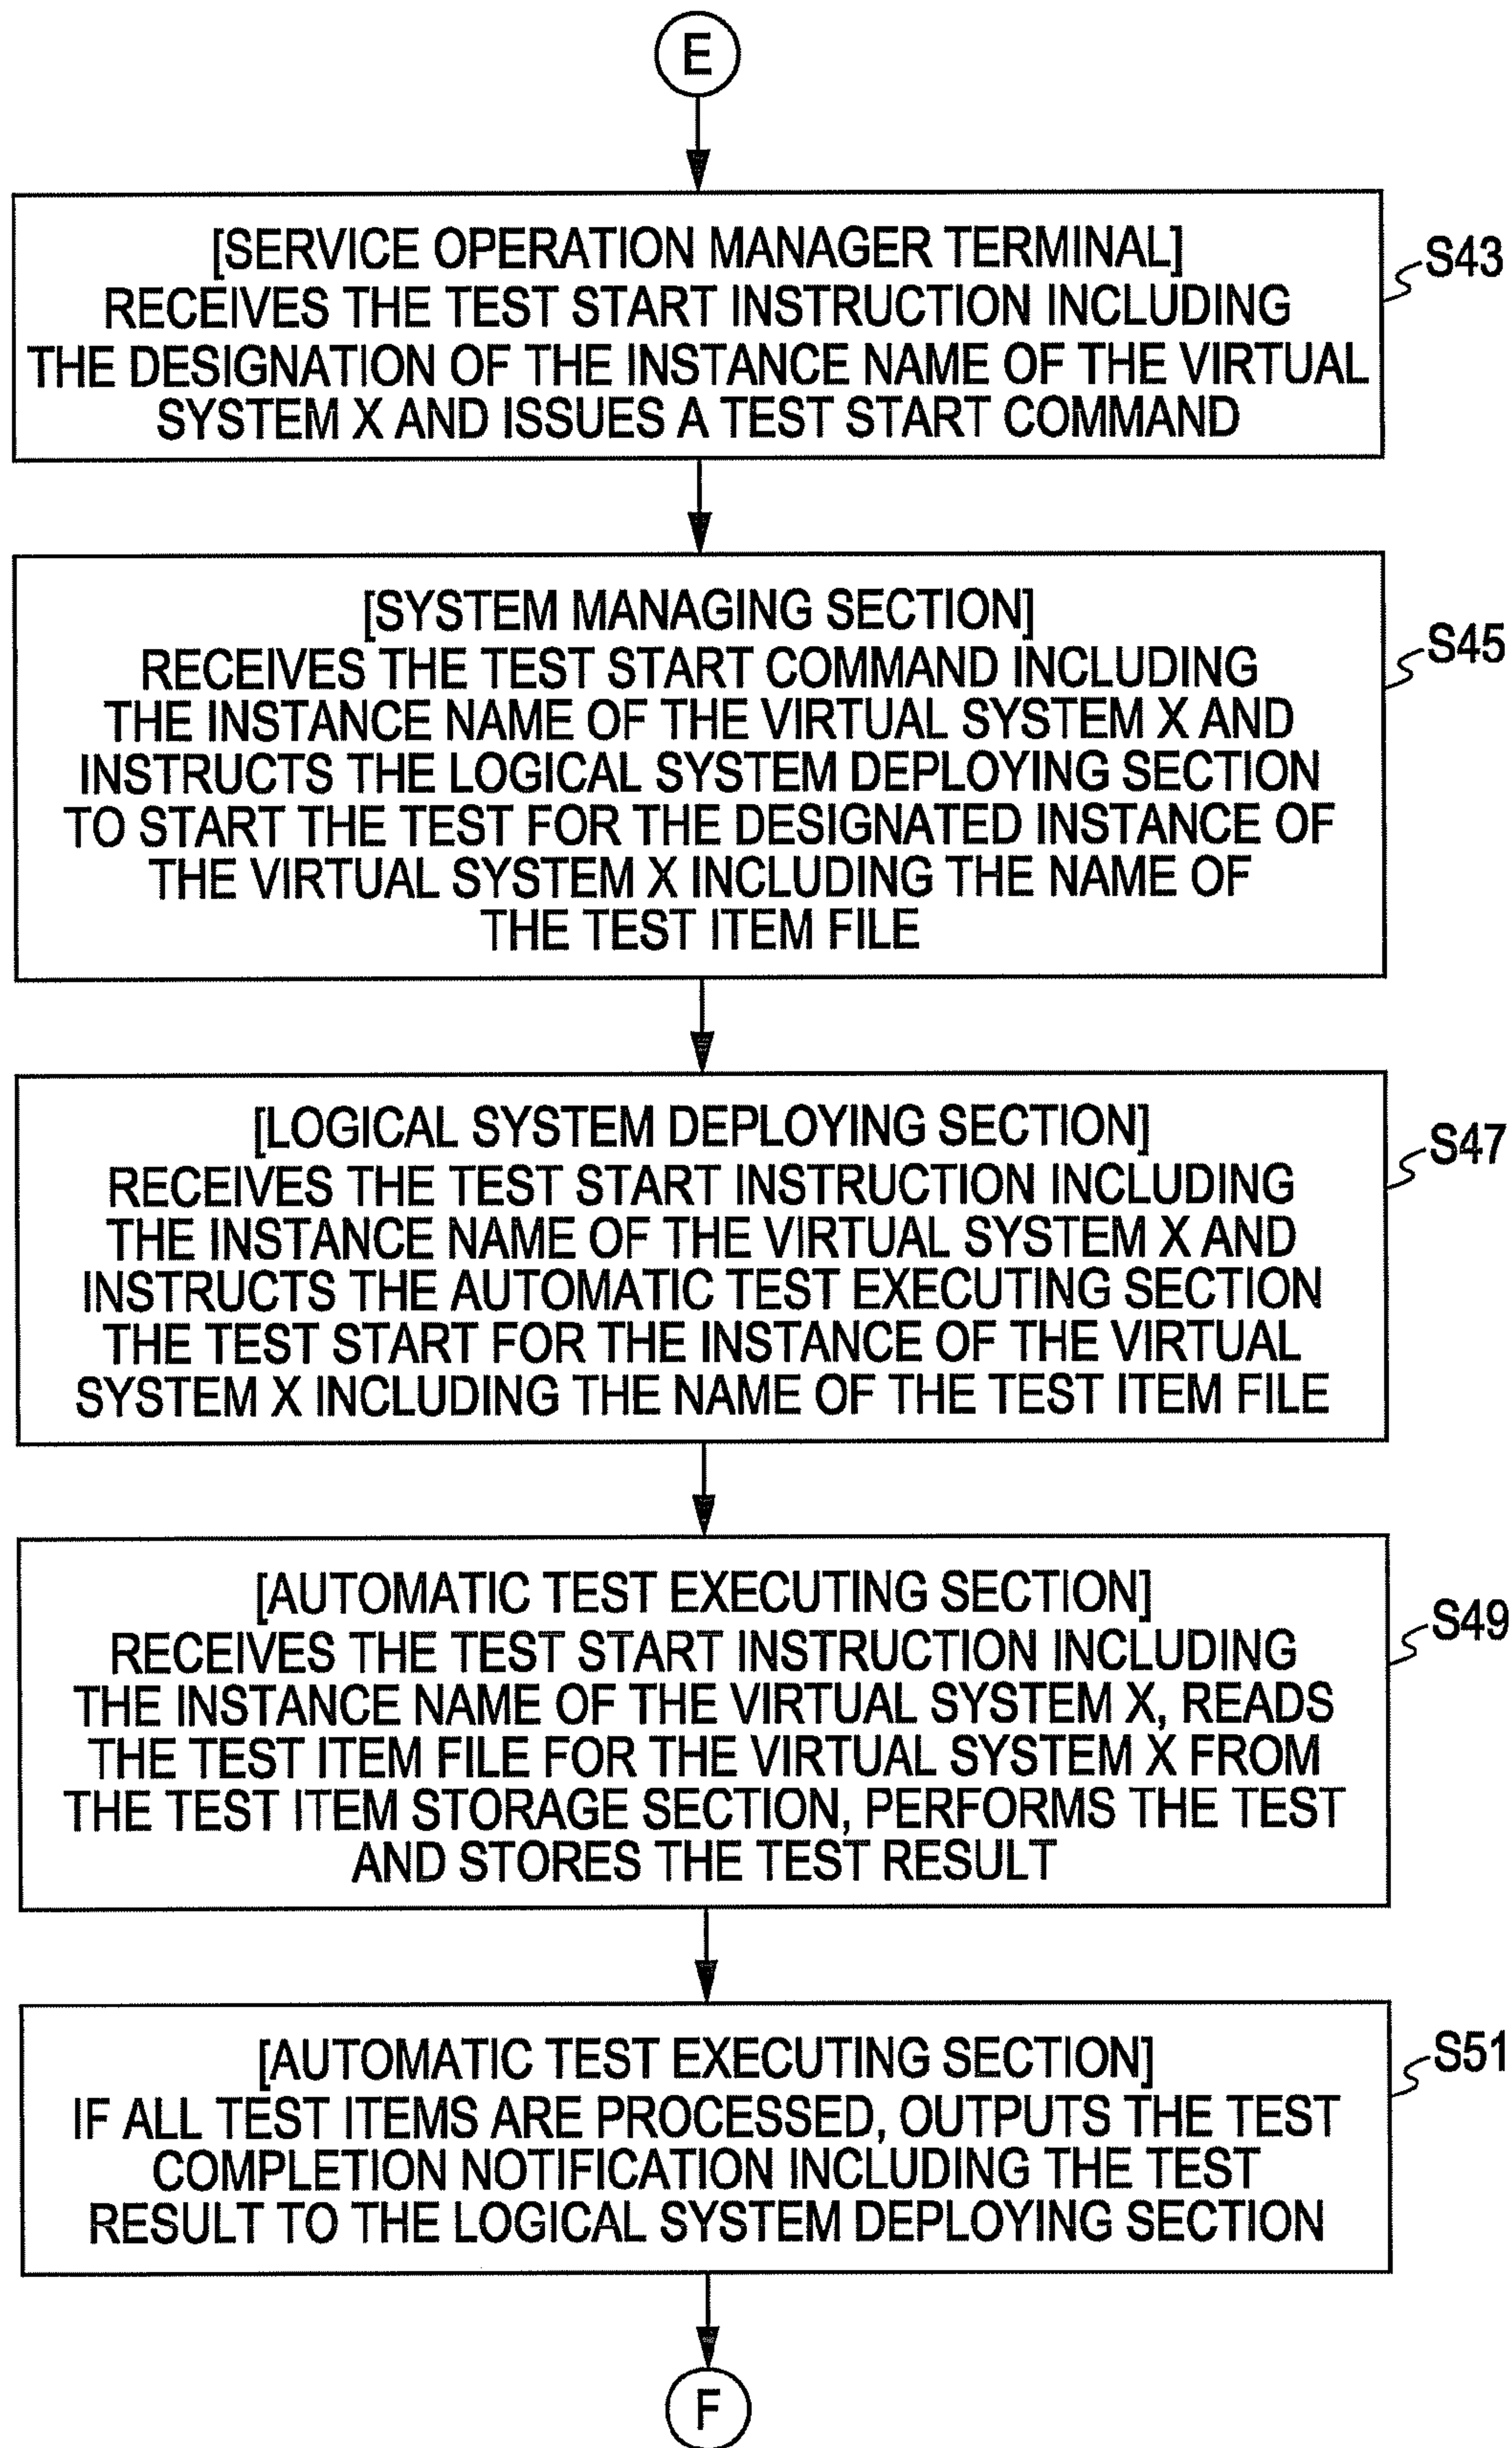 E
[SERVICE OPERATION MANAGER TERMINAL]
RECEIVES THE TEST START INSTRUCTION INCLUDING
THE DESIGNATION OF THE INSTANCE NAME OF THE VIRTUAL
SYSTEM X AND ISSUES A TEST START COMMAND
S43
[SYSTEM MANAGING SECTION]
RECEIVES THE TEST START COMMAND INCLUDING
THE INSTANCE NAME OF THE VIRTUAL SYSTEM X AND
INSTRUCTS THE LOGICAL SYSTEM DEPLOYING SECTION
TO START THE TEST FOR THE DESIGNATED INSTANCE OF
THE VIRTUAL SYSTEM X INCLUDING THE NAME OF
THE TEST ITEM FILE
S45
[LOGICAL SYSTEM DEPLOYING SECTION]
RECEIVES THE TEST START INSTRUCTION INCLUDING
THE INSTANCE NAME OF THE VIRTUAL SYSTEM X AND
INSTRUCTS THE AUTOMATIC TEST EXECUTING SECTION
THE TEST START FOR THE INSTANCE OF THE VIRTUAL
SYSTEM X INCLUDING THE NAME OF THE TEST ITEM FILE
S47
[AUTOMATIC TEST EXECUTING SECTION]
RECEIVES THE TEST START INSTRUCTION INCLUDING
THE INSTANCE NAME OF THE VIRTUAL SYSTEM X, READS
THE TEST ITEM FILE FOR THE VIRTUAL SYSTEM X FROM
THE TEST ITEM STORAGE SECTION, PERFORMS THE TEST
AND STORES THE TEST RESULT
S49
[AUTOMATIC TEST EXECUTING SECTION]
IF ALL TEST ITEMS ARE PROCESSED, OUTPUTS THE TEST
COMPLETION NOTIFICATION INCLUDING THE TEST
RESULT TO THE LOGICAL SYSTEM DEPLOYING SECTION
S51
F